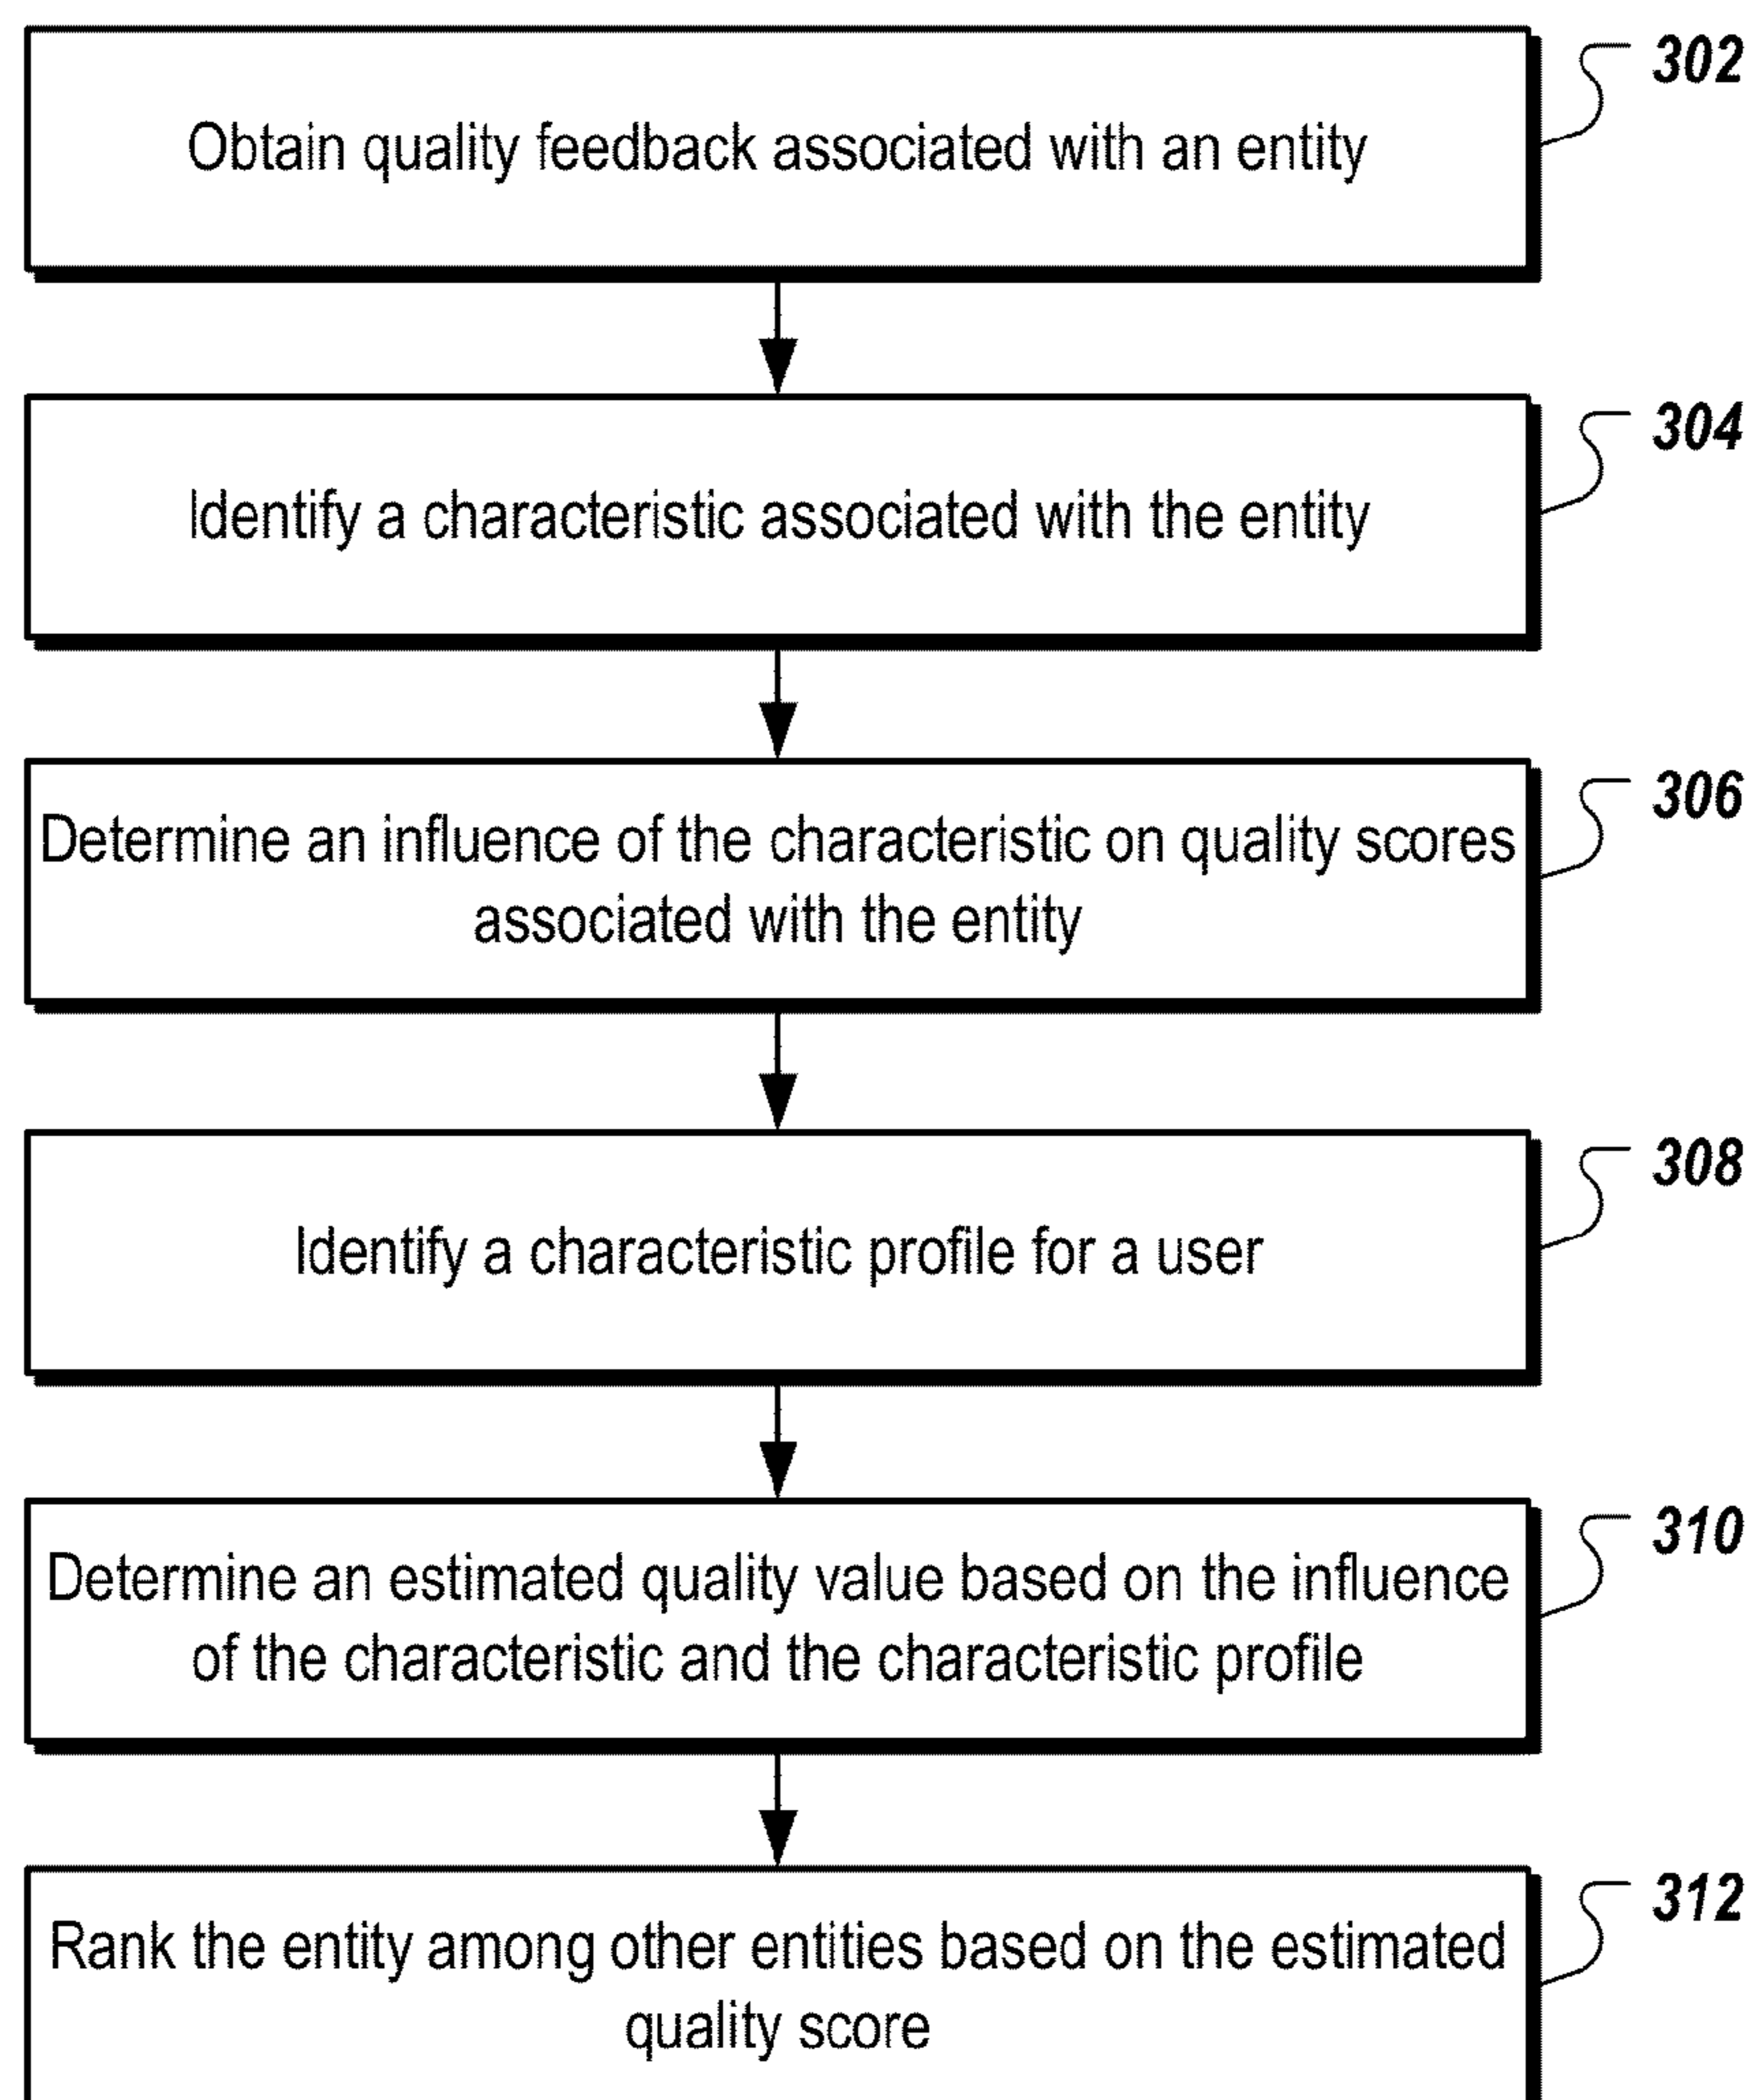 302
Obtain quality feedback associated with an entity
304
Identify a characteristic associated with the entity
306
Determine an influence of the characteristic on quality scores
associated with the entity
308
Identify a characteristic profile for a user
310
Determine an estimated quality value based on the influence
of the characteristic and the characteristic profile
312
Rank the entity among other entities based on the estimated
quality score